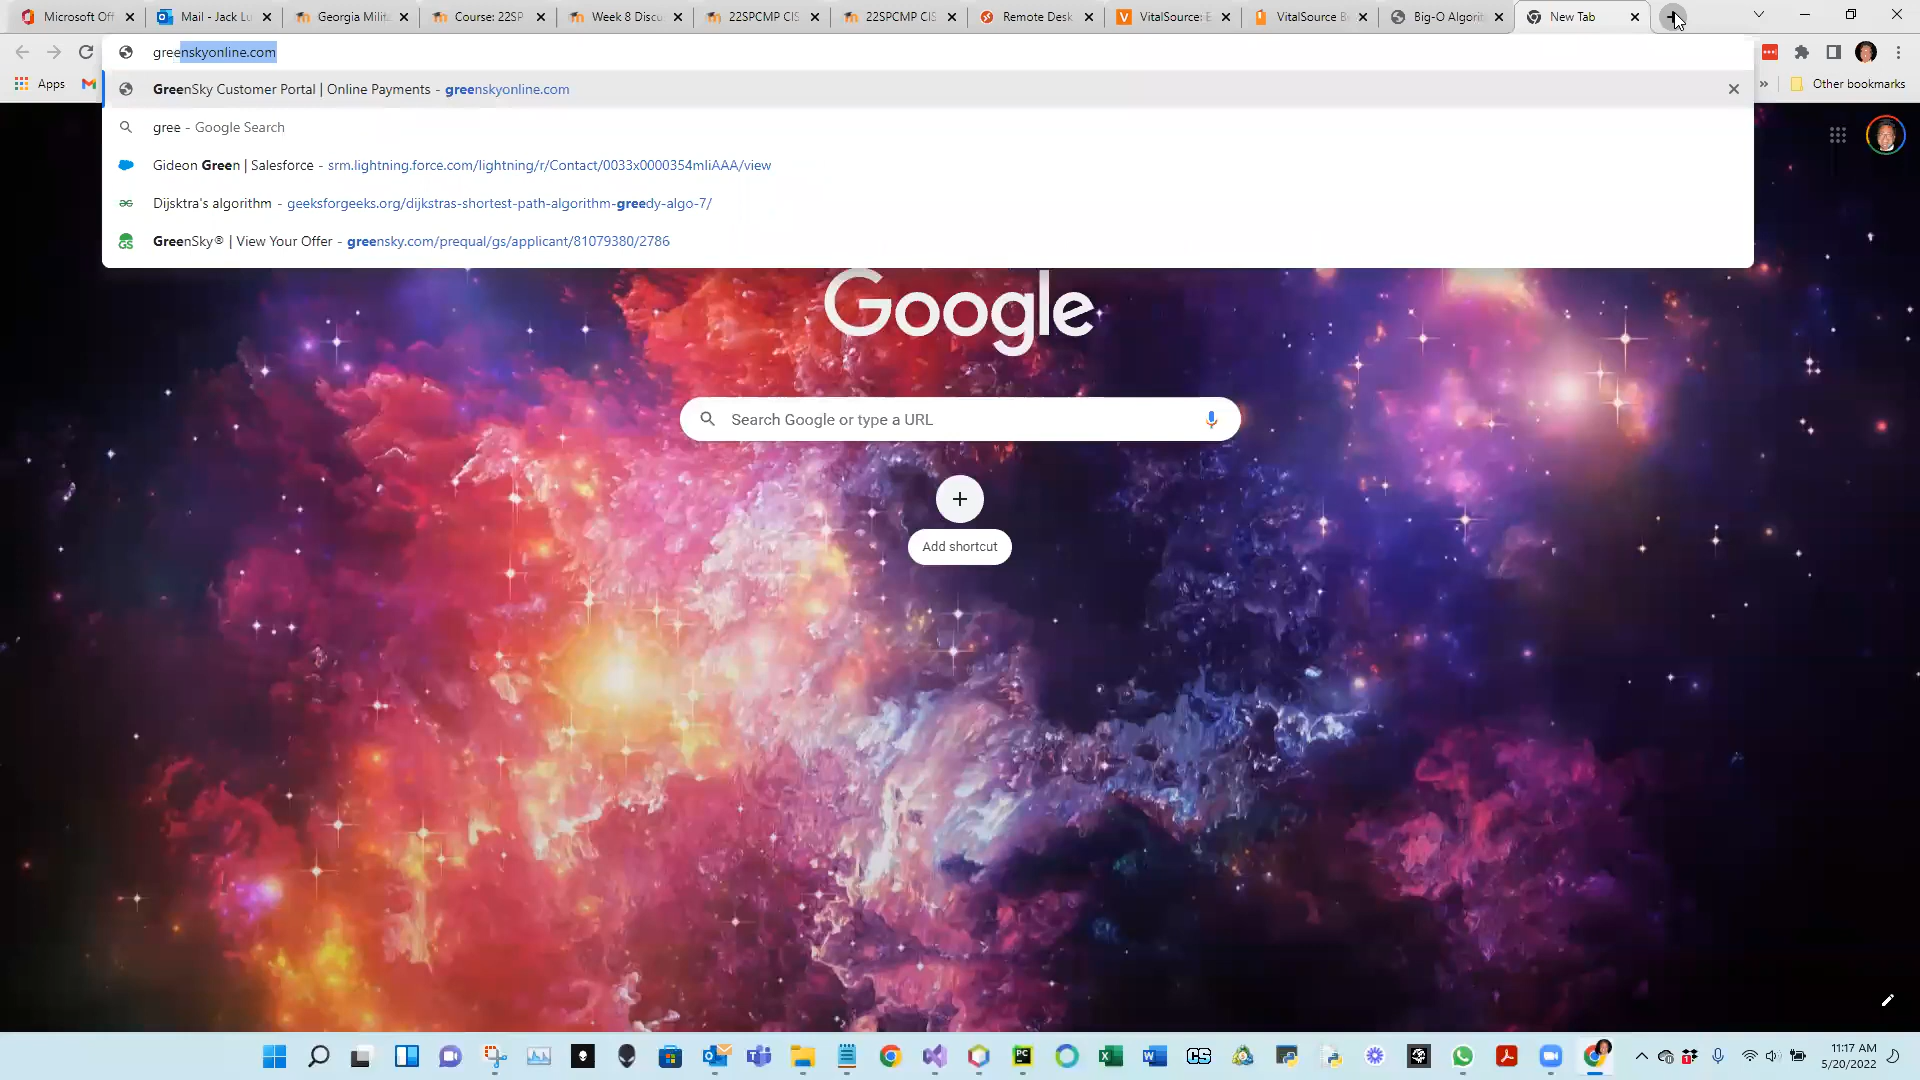 Microsoft Off
Mail - Jack Lu
Georgia Milit
Course: 22SP
Week 8 Discu
22SPCMP CIS
22SPCMP CIS
Remote Desk
VitalSource: E
VitalSource B
Big-O Algorit
New Tab
greenskyonline.com
Apps
Other bookmarks
GreenSky Customer Portal | Online Payments - greenskyonline.com
gree - Google Search
Gideon Green | Salesforce - srm.lightning.force.com/lightning/r/Contact/0033x0000354mIiAAA/view
Dijsktra's algorithm - geeksforgeeks.org/dijkstras-shortest-path-algorithm-greedy-algo-7/
GreenSky® | View Your Offer - greensky.com/prequal/gs/applicant/81079380/2786
Google
Search Google or type a URL
Add shortcut
11:17 AM
5/20/2022